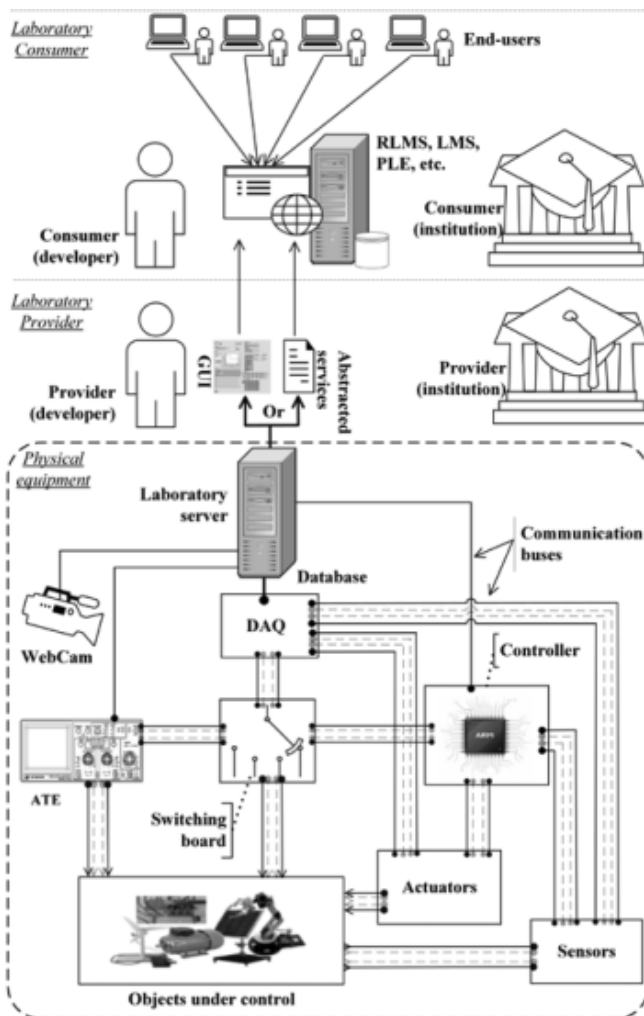 Laboratory
Consumer
End-users
RLMS, LMS,
PLE, etc.
Consumer
(developer)
Consumer
(institution)
Laboratory
Provider
GUI
Abstracted
services
Provider
(developer)
Or
Provider
(institution)
Physical
equipment
Laboratory
server
Communication
buses
Database
DAQ
WebCam
Controller
ARM
ATE
Switching
board
Actuators
Sensors
Objects under control